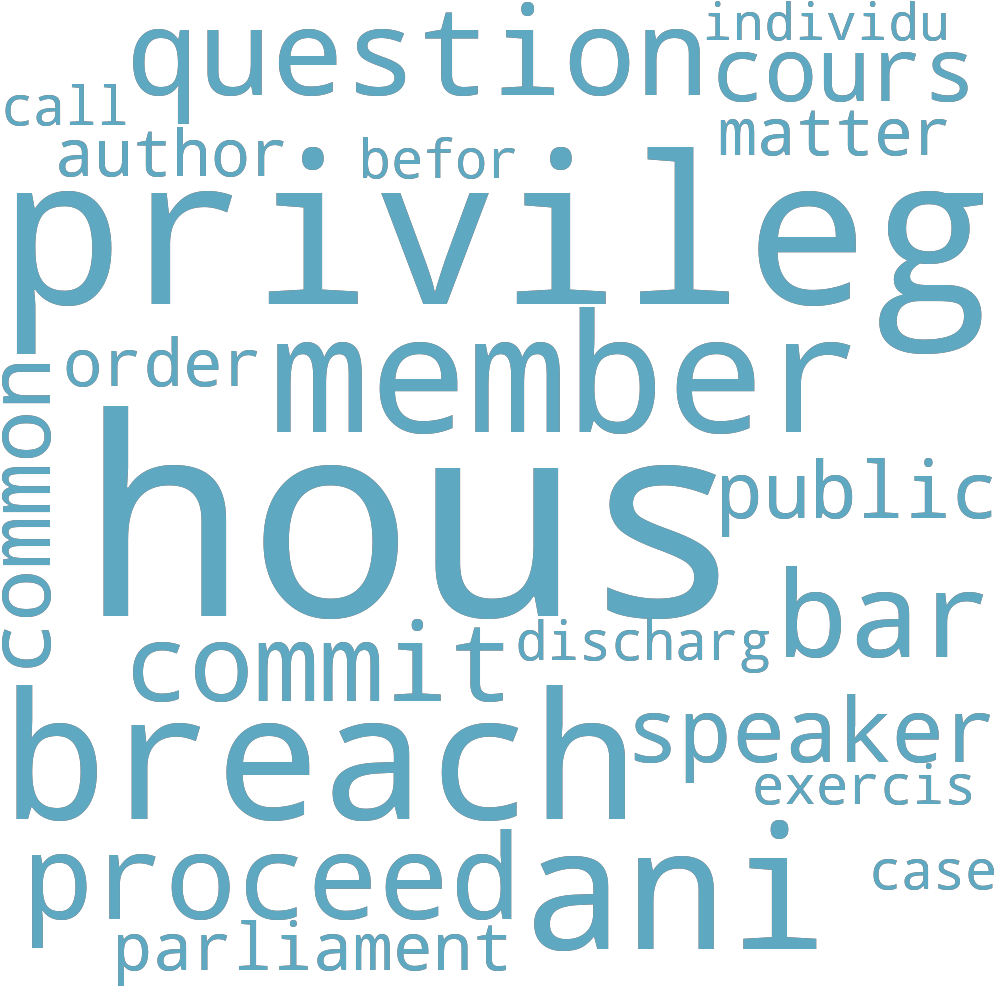 individu
question
cours
call
matter
author
befor
privileg
order
member
common
hous
public
bar
commit
discharg
breach
speaker
exercis
proceed
ani
case
parliament